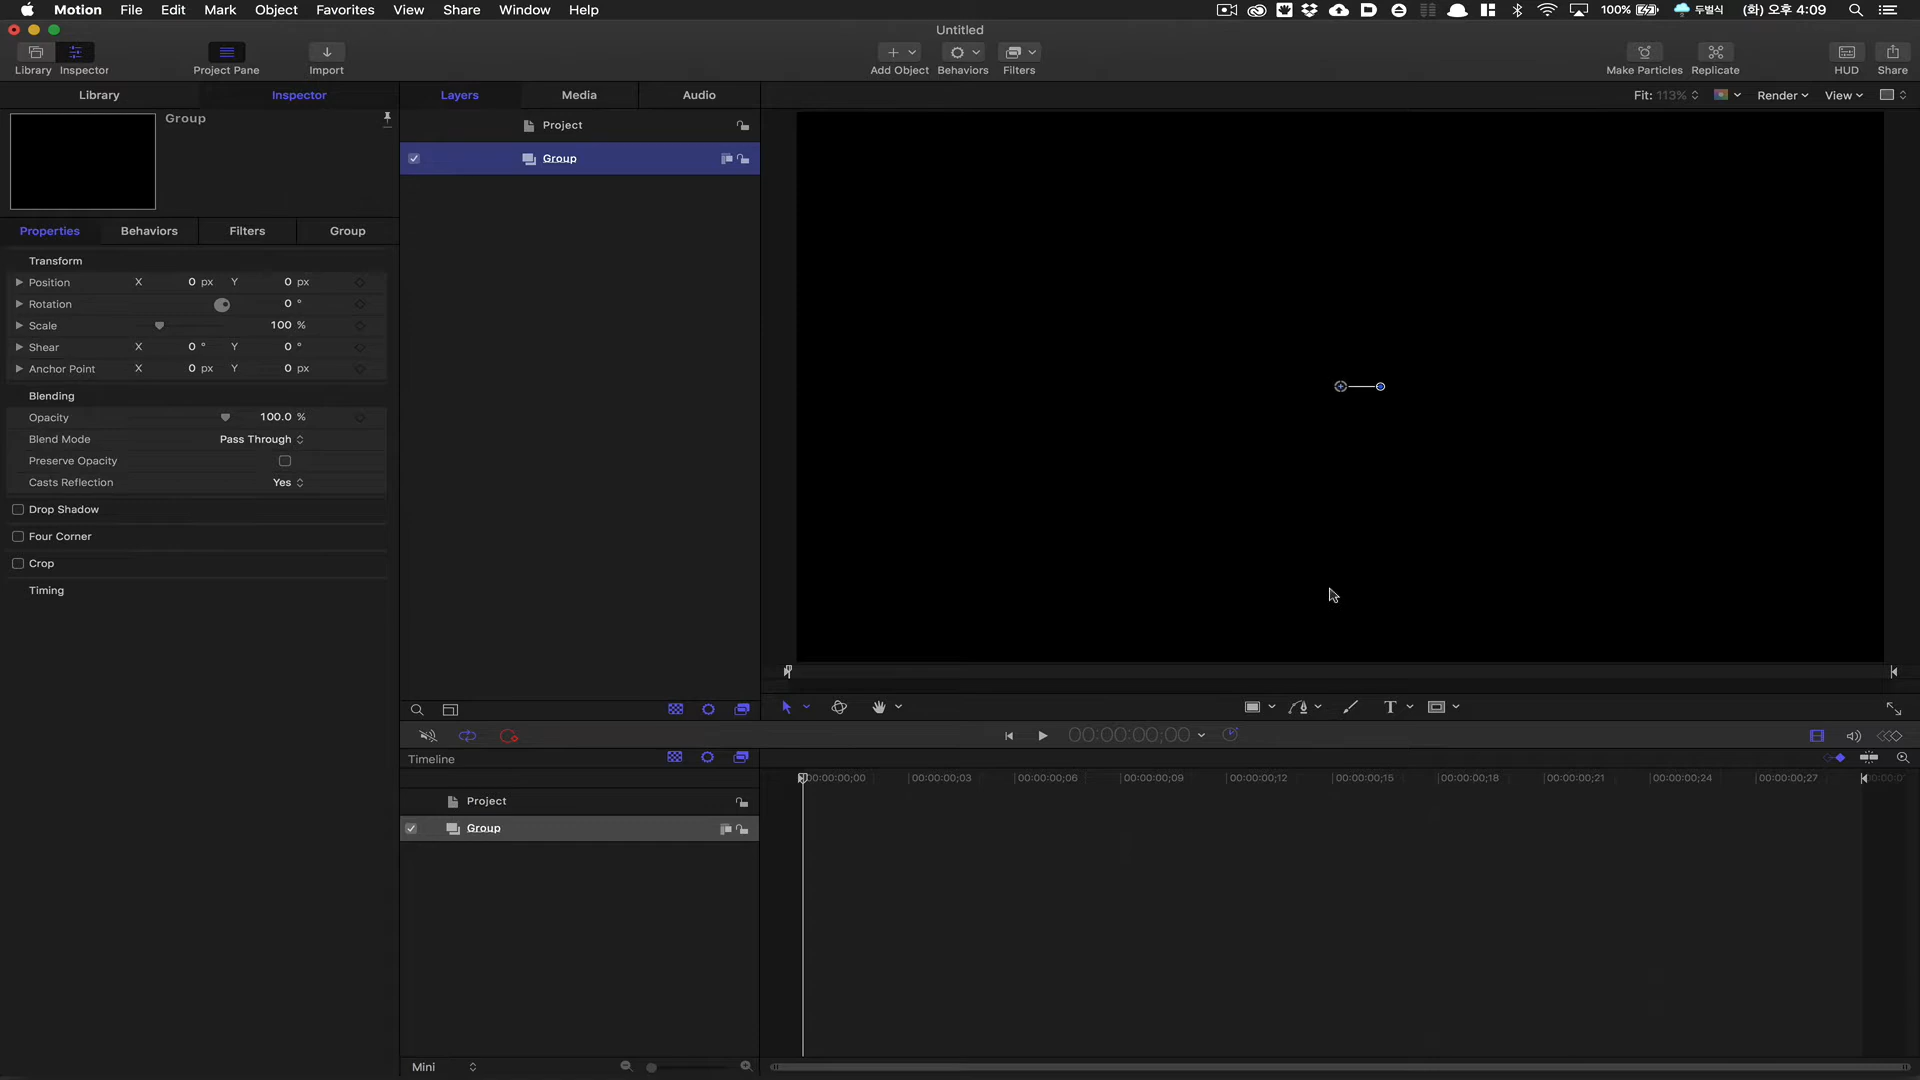 Motion File Edit Mark Object Favorites View Share Window Help 100% 두벌식 (화) 오후 4:09
Untitled
Library Inspector Project Pane Import Add Object Behaviors Filters Make Particles Replicate HUD Share
Library Inspector Layers Media Audio Fit: 113% Render View
Group
Project
Group
Properties Behaviors Filters Group
Transform
Position X 0 px Y 0 px
Rotation 0 °
Scale 100 %
Shear X 0 ° Y 0 °
Anchor Point X 0 px Y 0 px
Blending
Opacity 100.0 %
Blend Mode Pass Through
Preserve Opacity
Casts Reflection Yes
Drop Shadow
Four Corner
Crop
Timing
T
00:00:00;00
Timeline
00:00:00;00 00:00:00;03 00:00:00;06 00:00:00;09 00:00:00;12 00:00:00;15 00:00:00;18 00:00:00;21 00:00:00;24 00:00:00;27
Project
Group
Mini